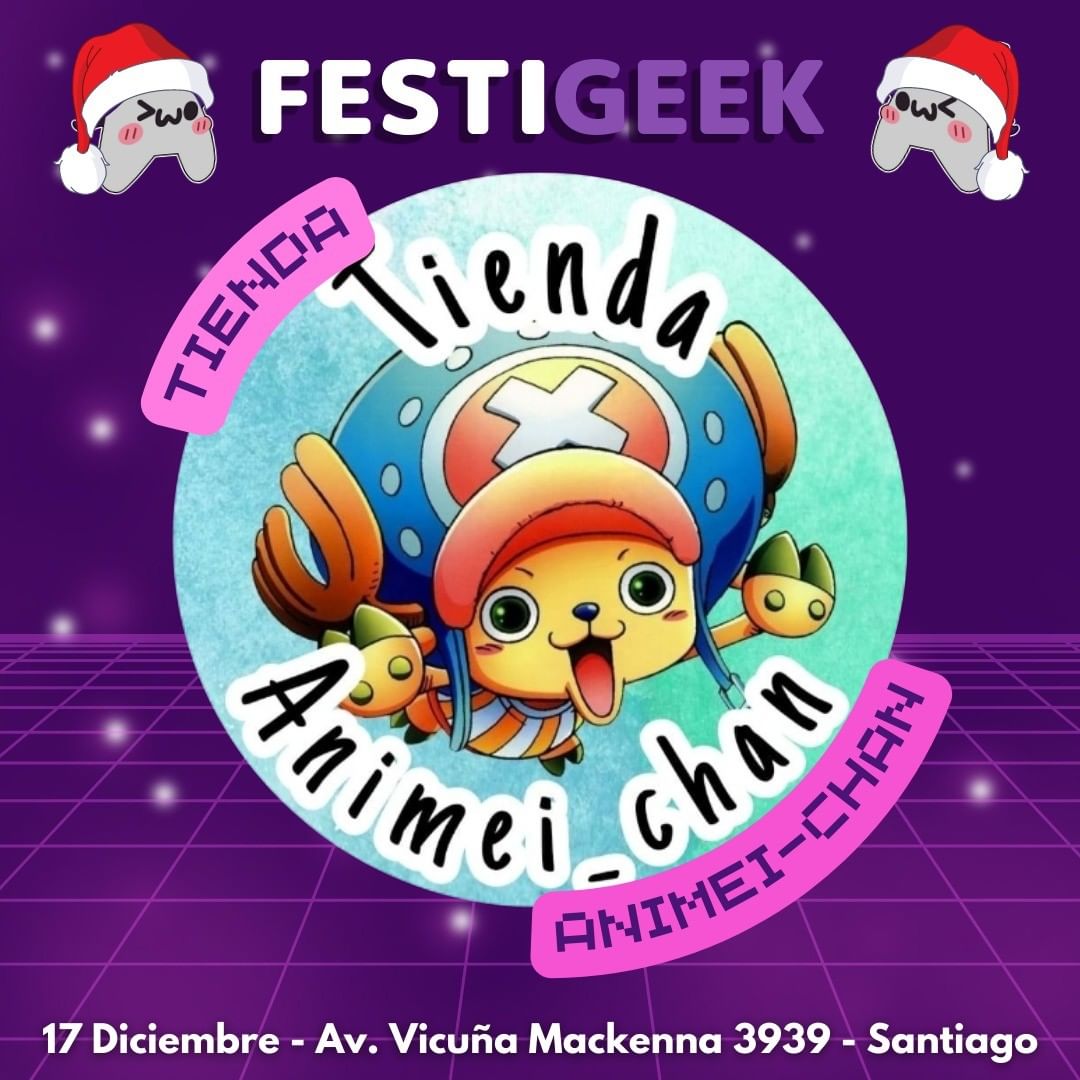 FESTIGEEK
TIENDA
Tienda
Animei_chan
ANIMEI-CHAN
17 Diciembre - Av. Vicuña Mackenna 3939 - Santiago